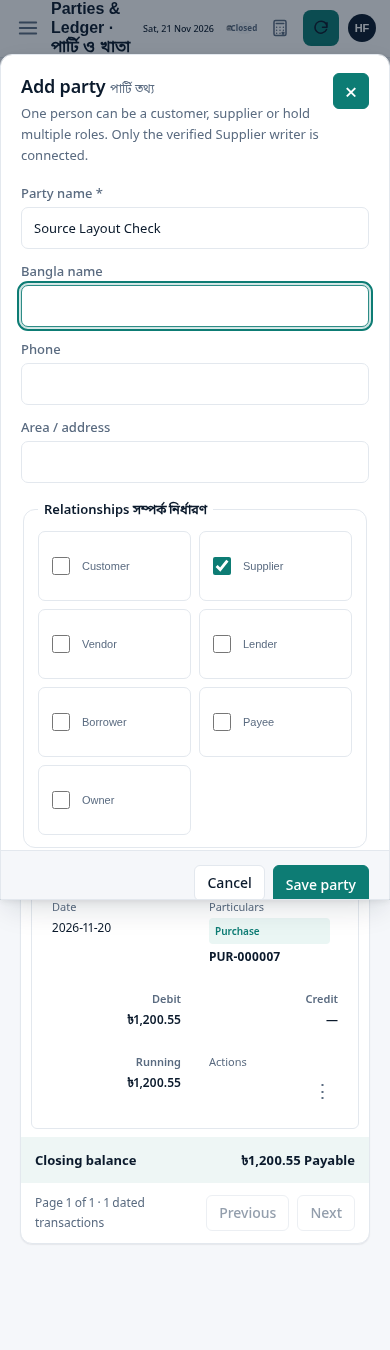 Parties &
Ledger ·
পার্টি ও খাতা
Sat, 21 Nov 2026
Closed
HF
Add party পার্টি তথ্য
One person can be a customer, supplier or hold
multiple roles. Only the verified Supplier writer is
connected.
Party name *
Source Layout Check
Bangla name
Phone
Area / address
Relationships সম্পর্ক নির্ধারণ
Customer
Supplier
Vendor
Lender
Borrower
Payee
Owner
Cancel
Save party
Date
Particulars
2026-11-20
Purchase
PUR-000007
Debit
Credit
৳1,200.55
—
Running
Actions
৳1,200.55
Closing balance
৳1,200.55 Payable
Page 1 of 1 · 1 dated
transactions
Previous
Next